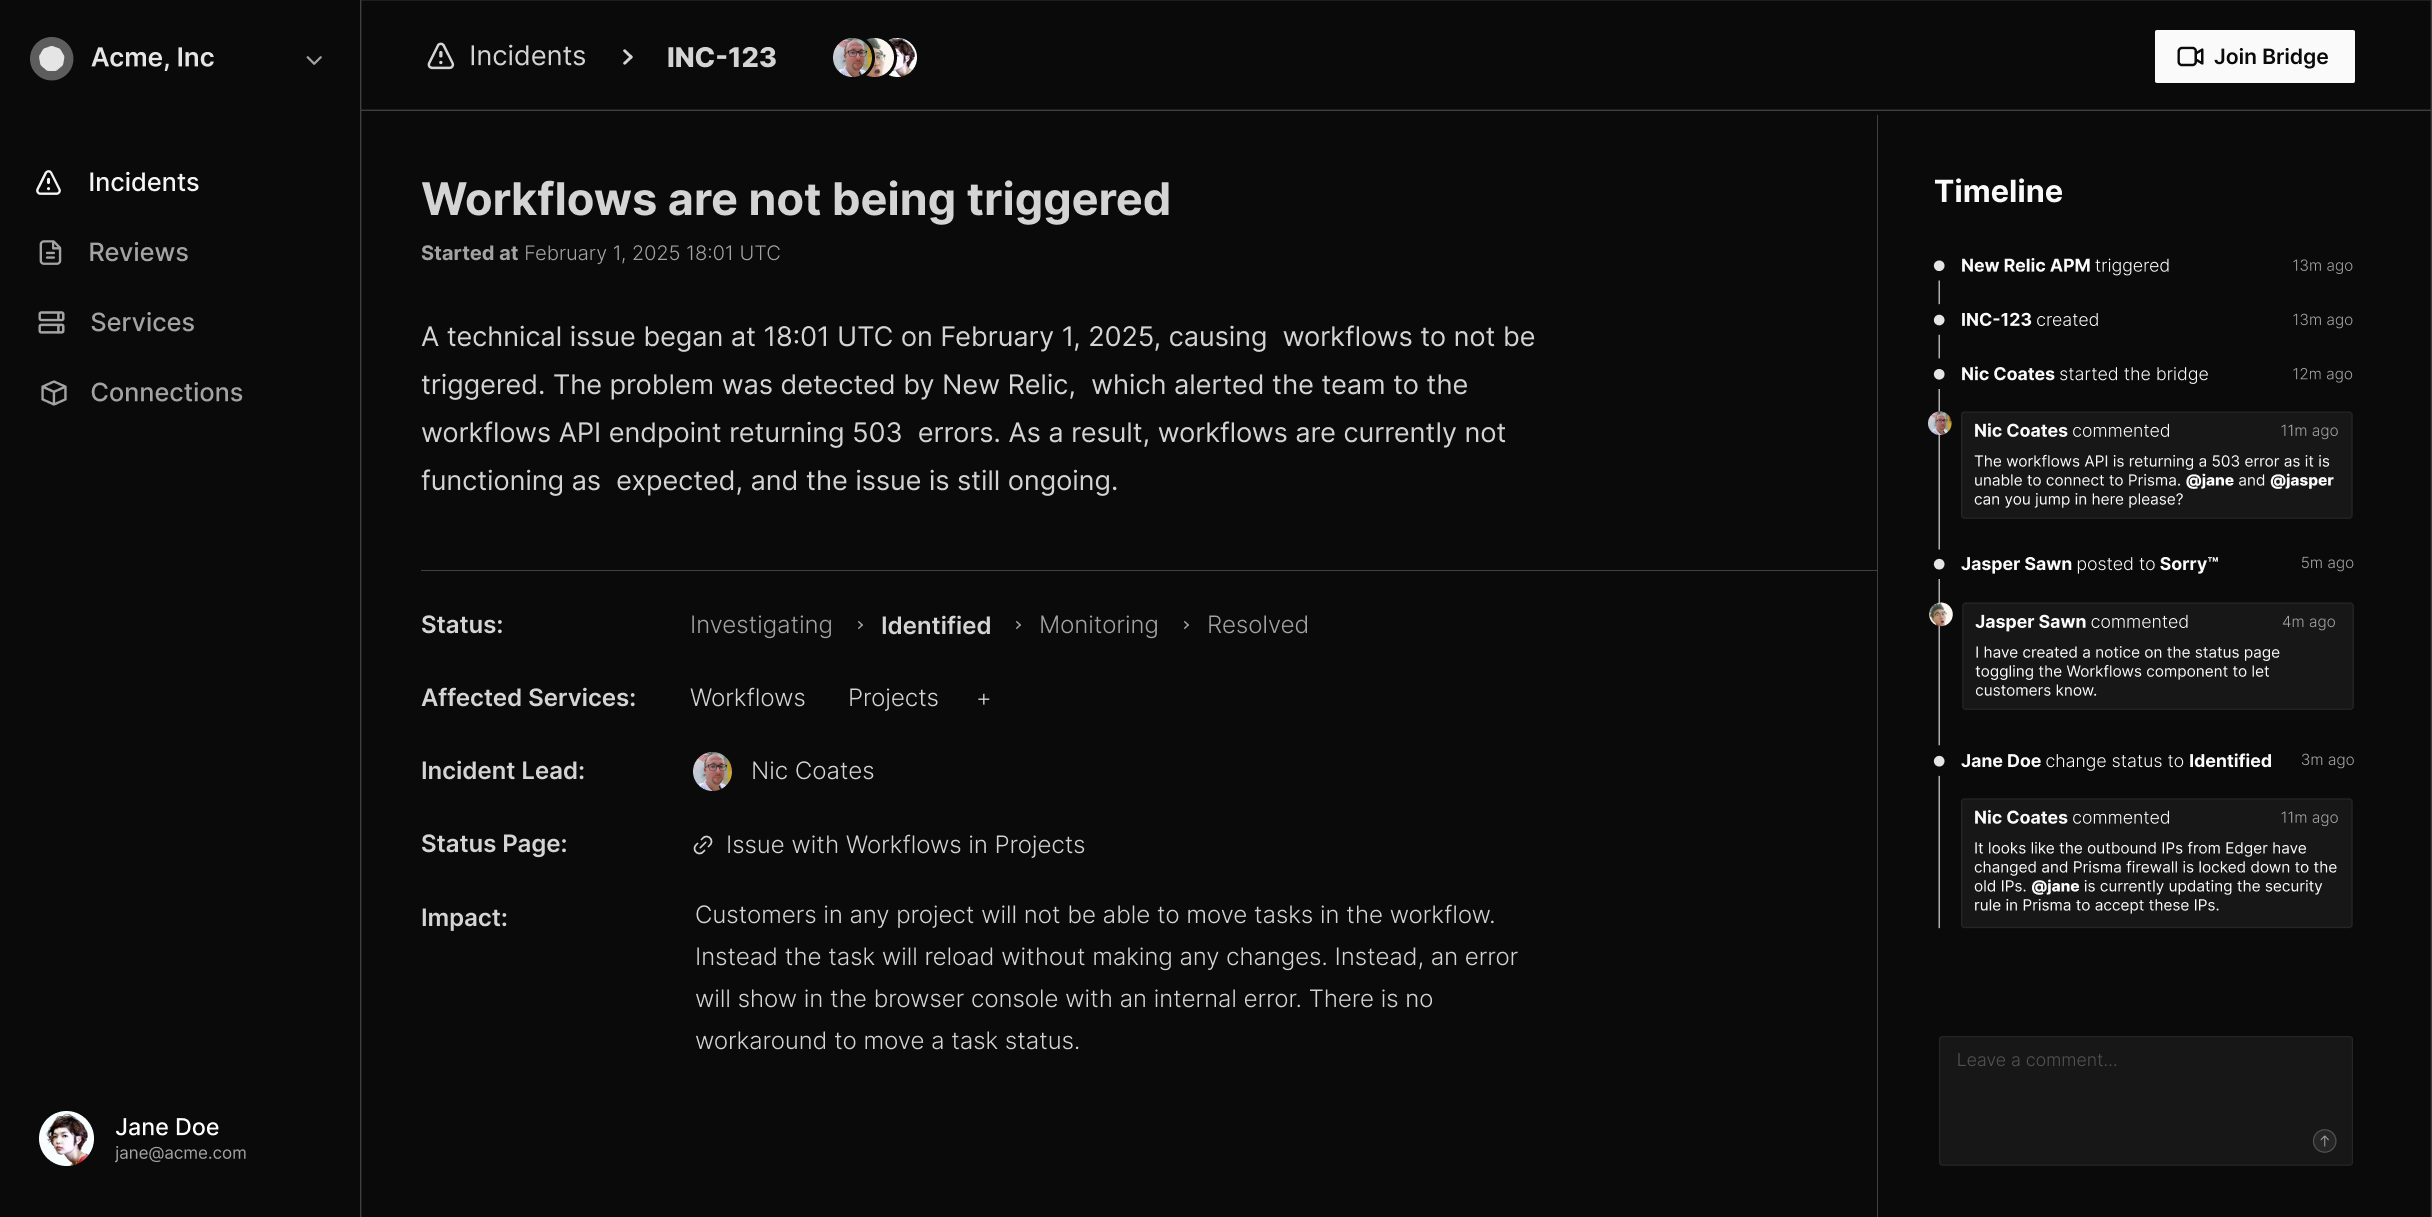 Acme, Inc
Incidents
Reviews
Services
Connections
Jane Doe
jane@acme.com
Incidents > INC-123
Join Bridge
Workflows are not being triggered
Started at February 1, 2025 18:01 UTC
A technical issue began at 18:01 UTC on February 1, 2025, causing workflows to not be
triggered. The problem was detected by New Relic, which alerted the team to the
workflows API endpoint returning 503 errors. As a result, workflows are currently not
functioning as expected, and the issue is still ongoing.
Status: Investigating > Identified > Monitoring > Resolved
Affected Services: Workflows Projects +
Incident Lead: Nic Coates
Status Page: Issue with Workflows in Projects
Impact: Customers in any project will not be able to move tasks in the workflow.
Instead the task will reload without making any changes. Instead, an error
will show in the browser console with an internal error. There is no
workaround to move a task status.
Timeline
New Relic APM triggered 13m ago
INC-123 created 13m ago
Nic Coates started the bridge 12m ago
Nic Coates commented 11m ago
The workflows API is returning a 503 error as it is
unable to connect to Prisma. @jane and @jasper
can you jump in here please?
Jasper Sawn posted to Sorry™ 5m ago
Jasper Sawn commented 4m ago
I have created a notice on the status page
toggling the Workflows component to let
customers know.
Jane Doe change status to Identified 3m ago
Nic Coates commented 11m ago
It looks like the outbound IPs from Edger have
changed and Prisma firewall is locked down to the
old IPs. @jane is currently updating the security
rule in Prisma to accept these IPs.
Leave a comment...